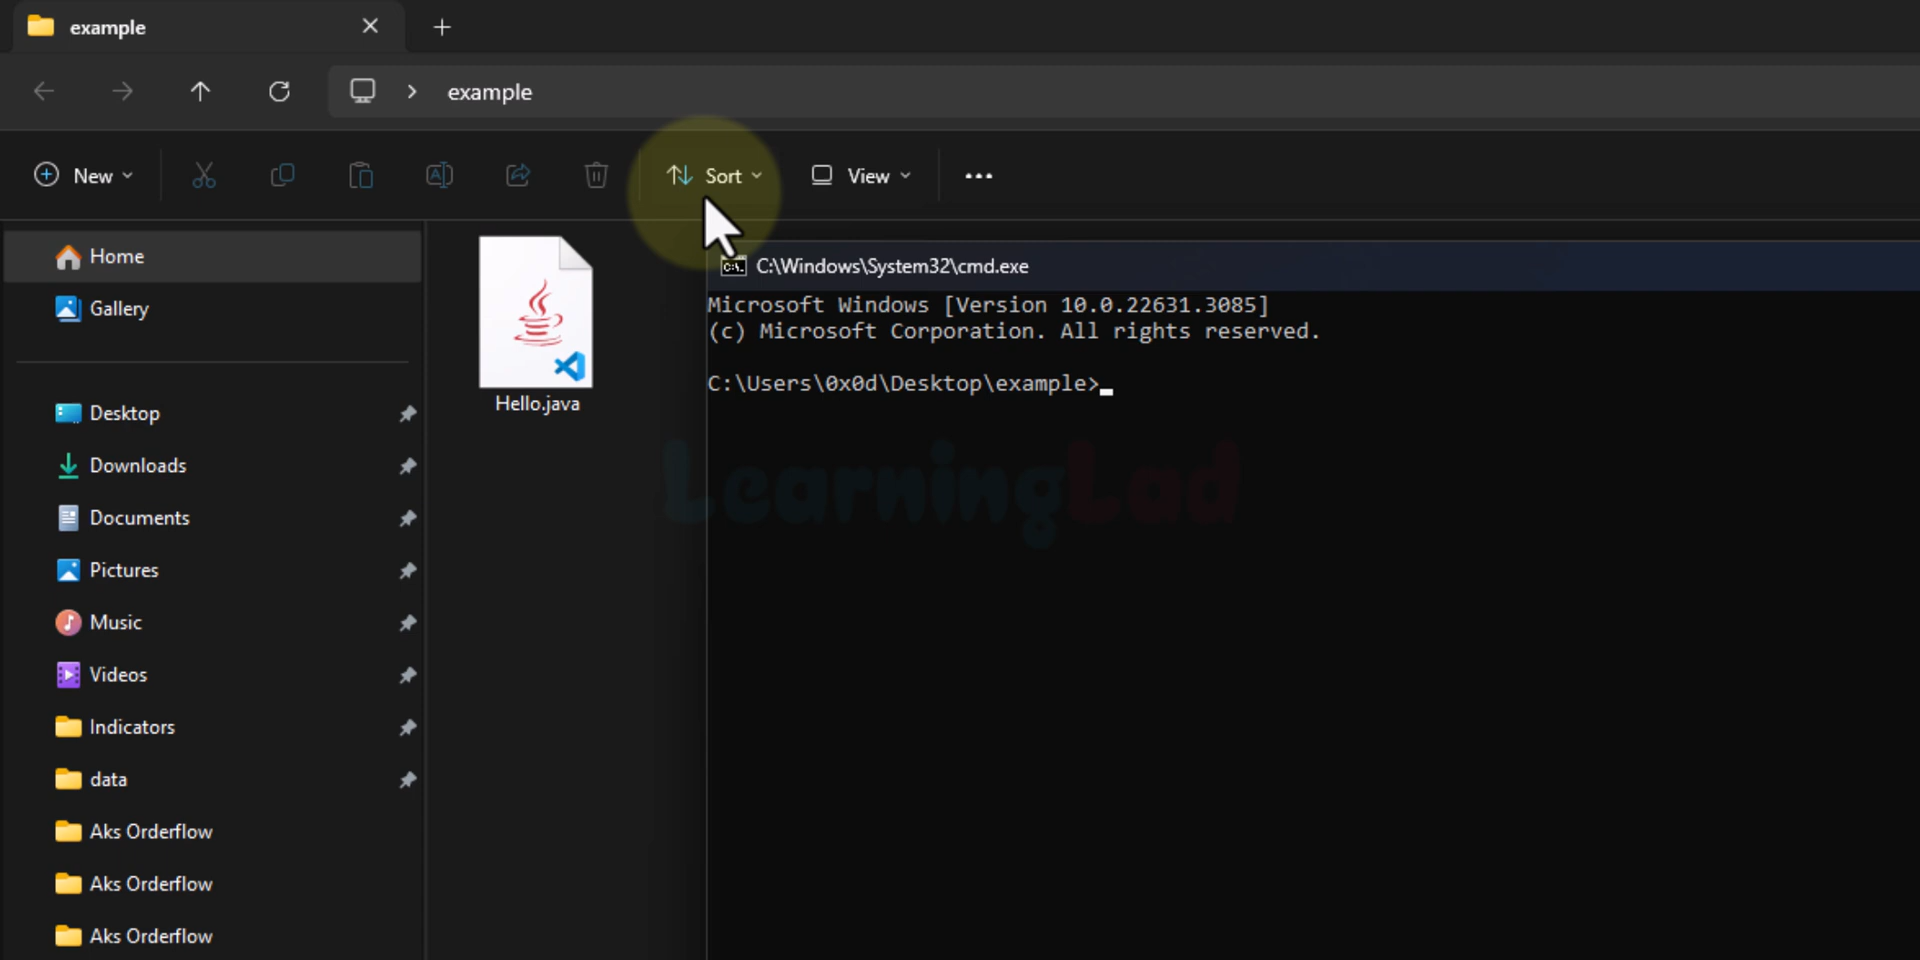 example
example
New
Sort
View
Home
Gallery
Desktop
Downloads
Documents
Pictures
Music
Videos
Indicators
data
Aks Orderflow
Aks Orderflow
Aks Orderflow
Hello.java
C:\Windows\System32\cmd.exe
Microsoft Windows [Version 10.0.22631.3085]
(c) Microsoft Corporation. All rights reserved.
C:\Users\0x0d\Desktop\example>
LearningLad